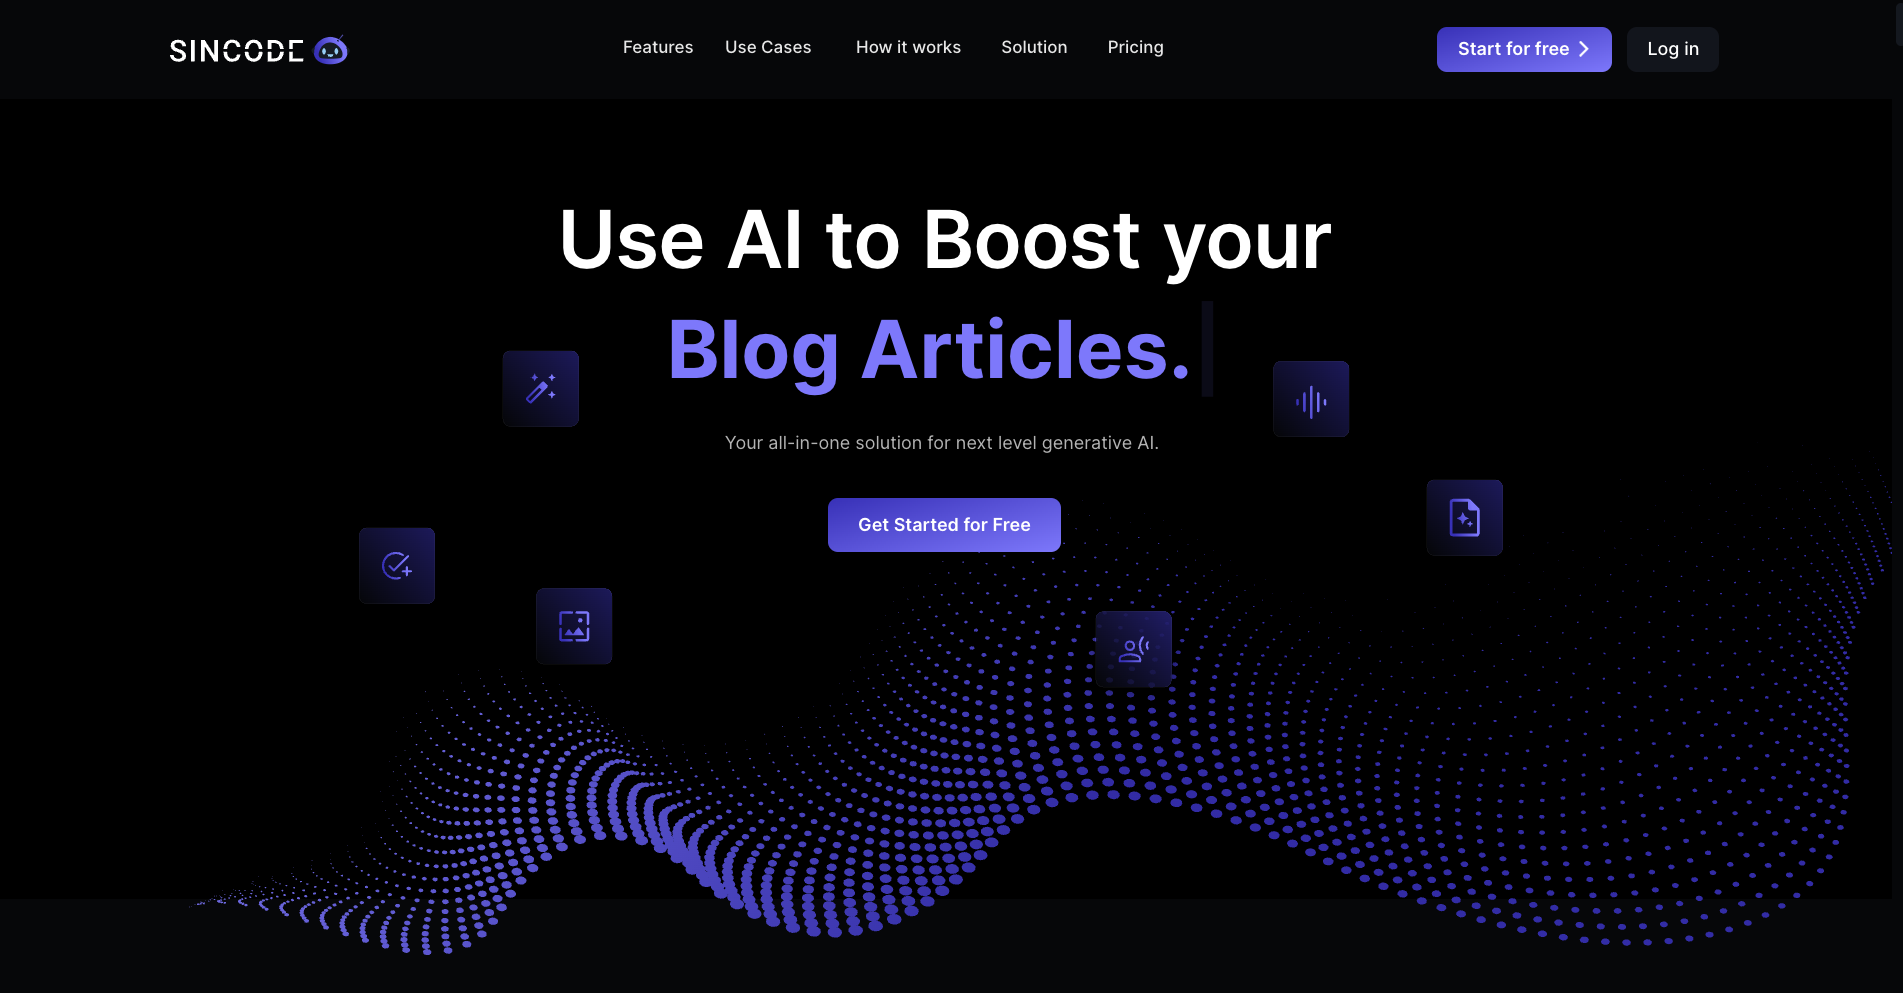 SINCODE
Features
Use Cases
How it works
Solution
Pricing
Start for free
Log in
Use AI to Boost your
Blog Articles.
Your all-in-one solution for next level generative AI.
Get Started for Free